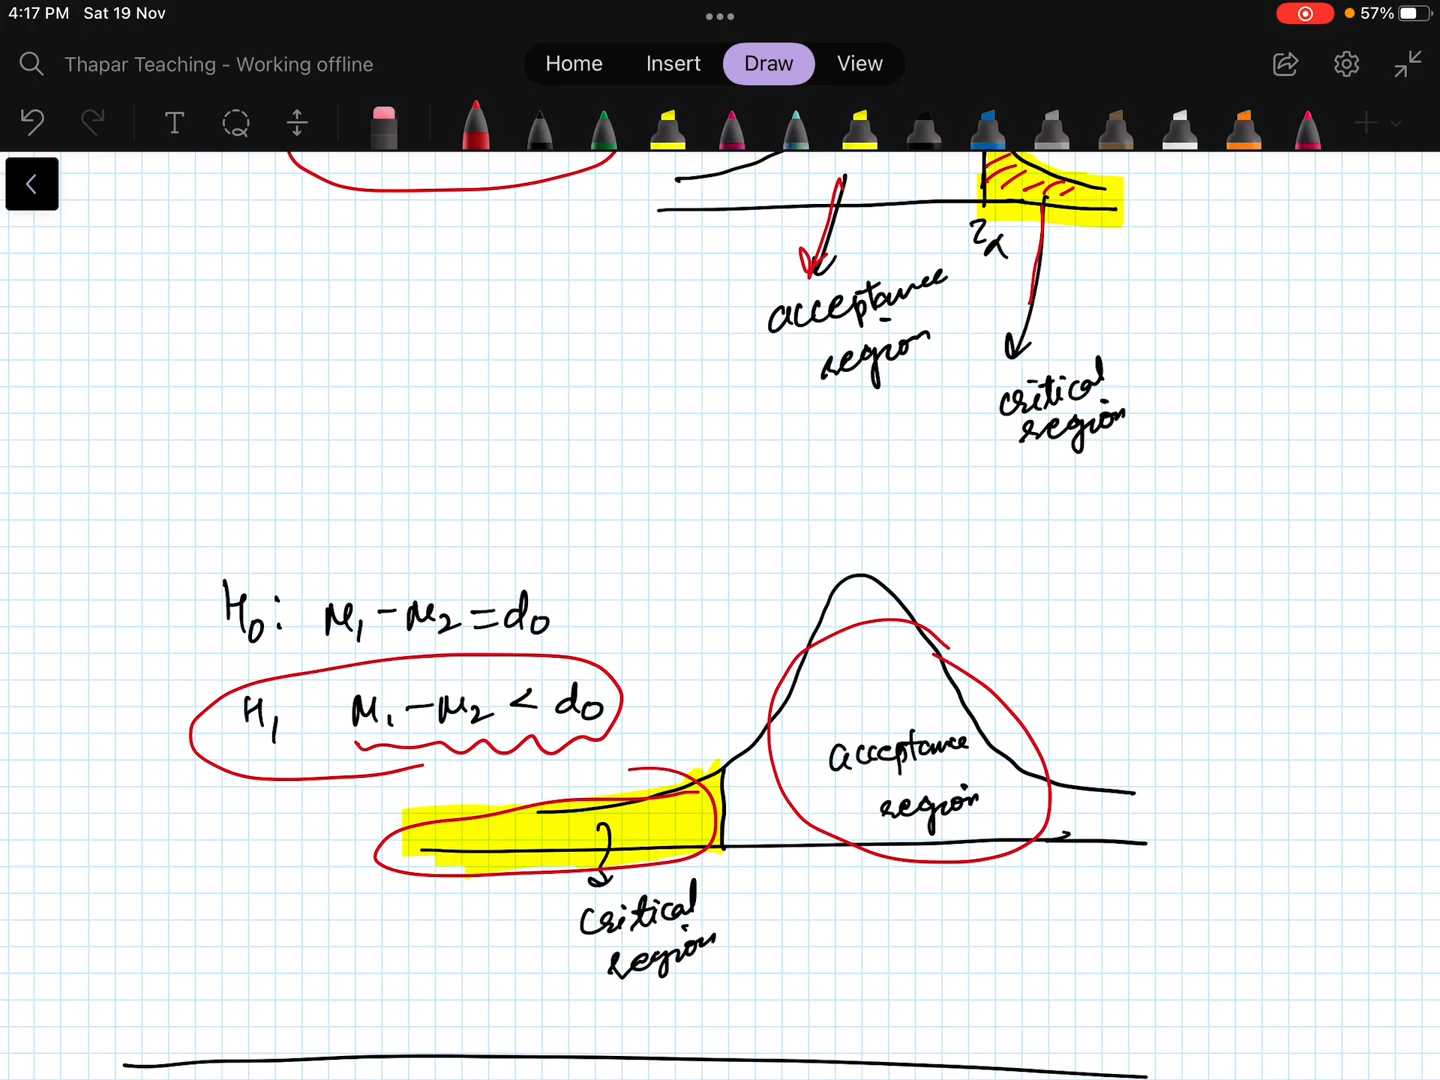 4:17 PM Sat 19 Nov
57%
Thapar Teaching - Working offline
Home Insert Draw View
T
Zα
acceptance
region
critical
region
H0: μ1 - μ2 = d0
H1 μ1 - μ2 < d0
acceptance
region
critical
region